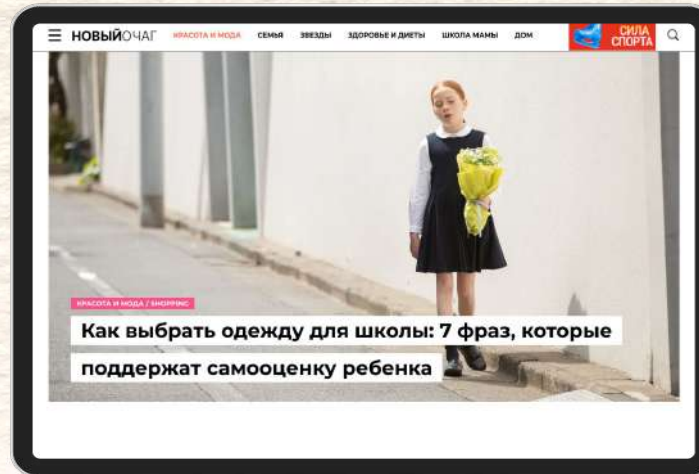 НОВЫЙОЧАГ КРАСОТА И МОДА СЕМЬЯ ЗВЕЗДЫ ЗДОРОВЬЕ И ДИЕТЫ ШКОЛА МАМЫ ДОМ
СИЛА
СПОРТА
КРАСОТА И МОДА / SHOPPING
Как выбрать одежду для школы: 7 фраз, которые
поддержат самооценку ребенка